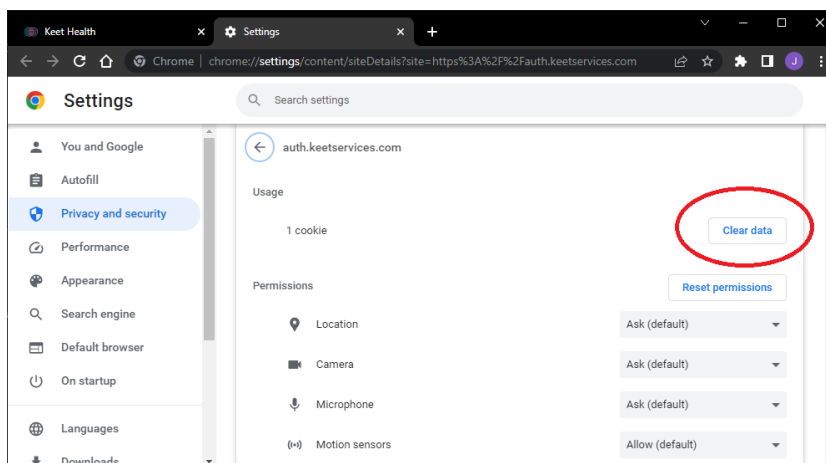 Keet Health
Settings
Chrome | chrome://settings/content/siteDetails?site=https%3A%2F%2Fauth.keetservices.com
J
Settings
Search settings
You and Google
Autofill
Privacy and security
Performance
Appearance
Search engine
Default browser
On startup
Languages
Downloads
auth.keetservices.com
Usage
1 cookie
Clear data
Permissions
Reset permissions
Location
Ask (default)
Camera
Ask (default)
Microphone
Ask (default)
Motion sensors
Allow (default)